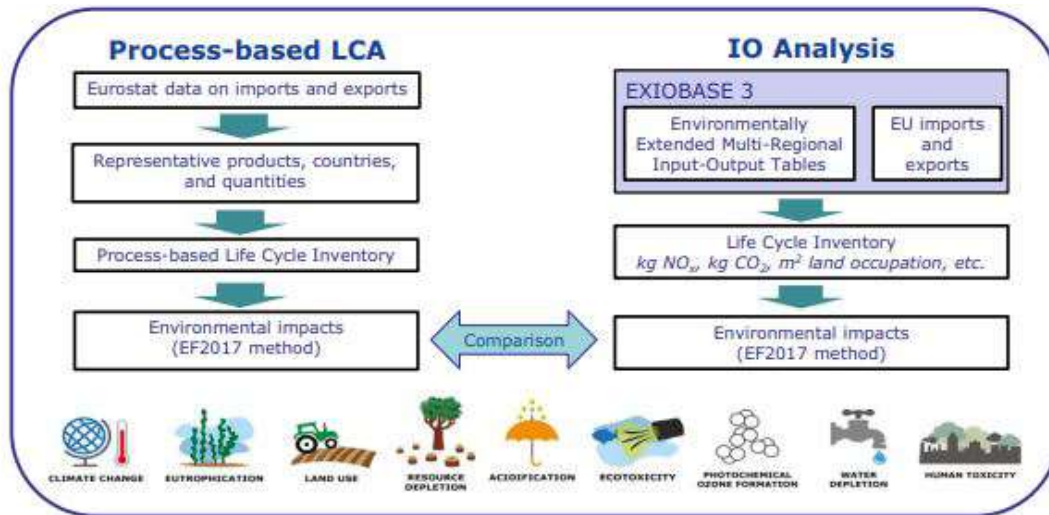 Process-based LCA
Eurostat data on imports and exports
Representative products, countries,
and quantities
Process-based Life Cycle Inventory
Environmental impacts
(EF2017 method)
Comparison
IO Analysis
EXIOBASE 3
Environmentally
Extended Multi-Regional
Input-Output Tables
EU imports
and
exports
Life Cycle Inventory
kg NOₓ, kg CO₂, m² land occupation, etc.
Environmental impacts
(EF2017 method)
CLIMATE CHANGE
EUTROPHICATION
LAND USE
RESOURCE
DEPLETION
ACIDIFICATION
ECOTOXICITY
PHOTOCHEMICAL
OZONE FORMATION
WATER
DEPLETION
HUMAN TOXICITY